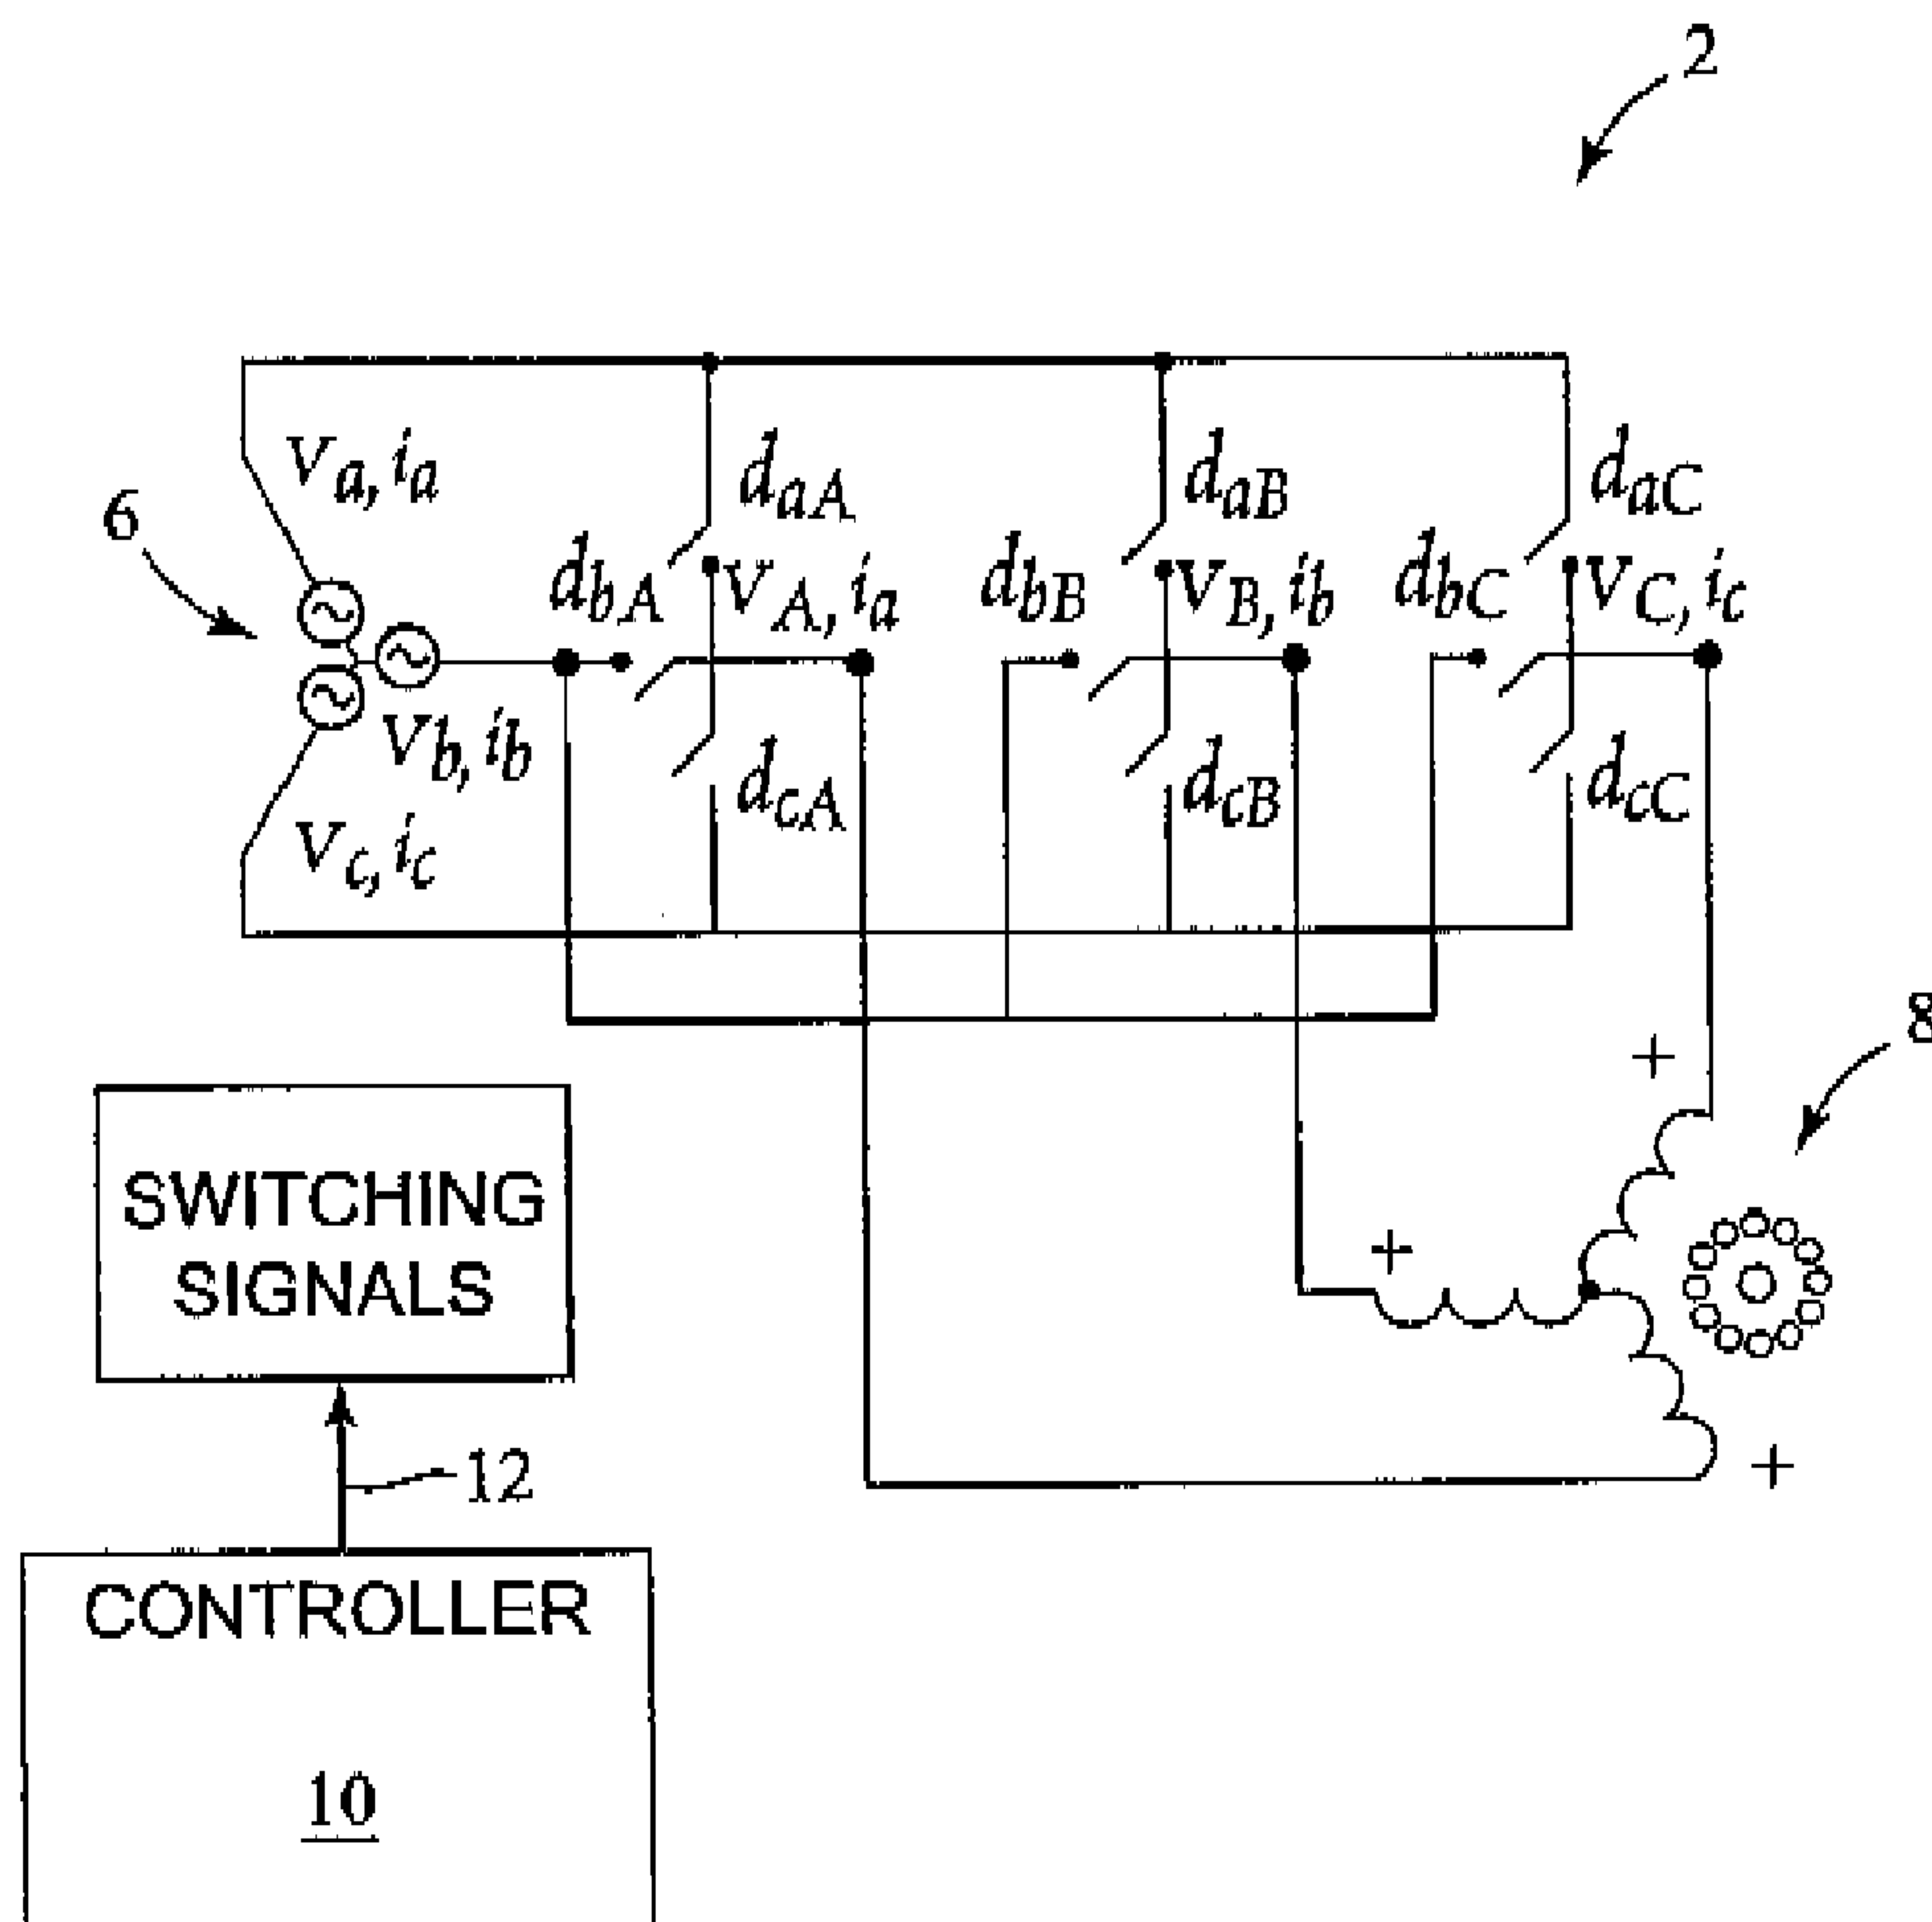 2
Va, ia
daA
daB
daC
6
dbA
VA, ia
dbB
VB, ib
dbC
VC, ic
Vb, ib
dcA
dcB
dcC
Vc, ic
8
+
SWITCHING
SIGNALS
+
12
+
CONTROLLER
10